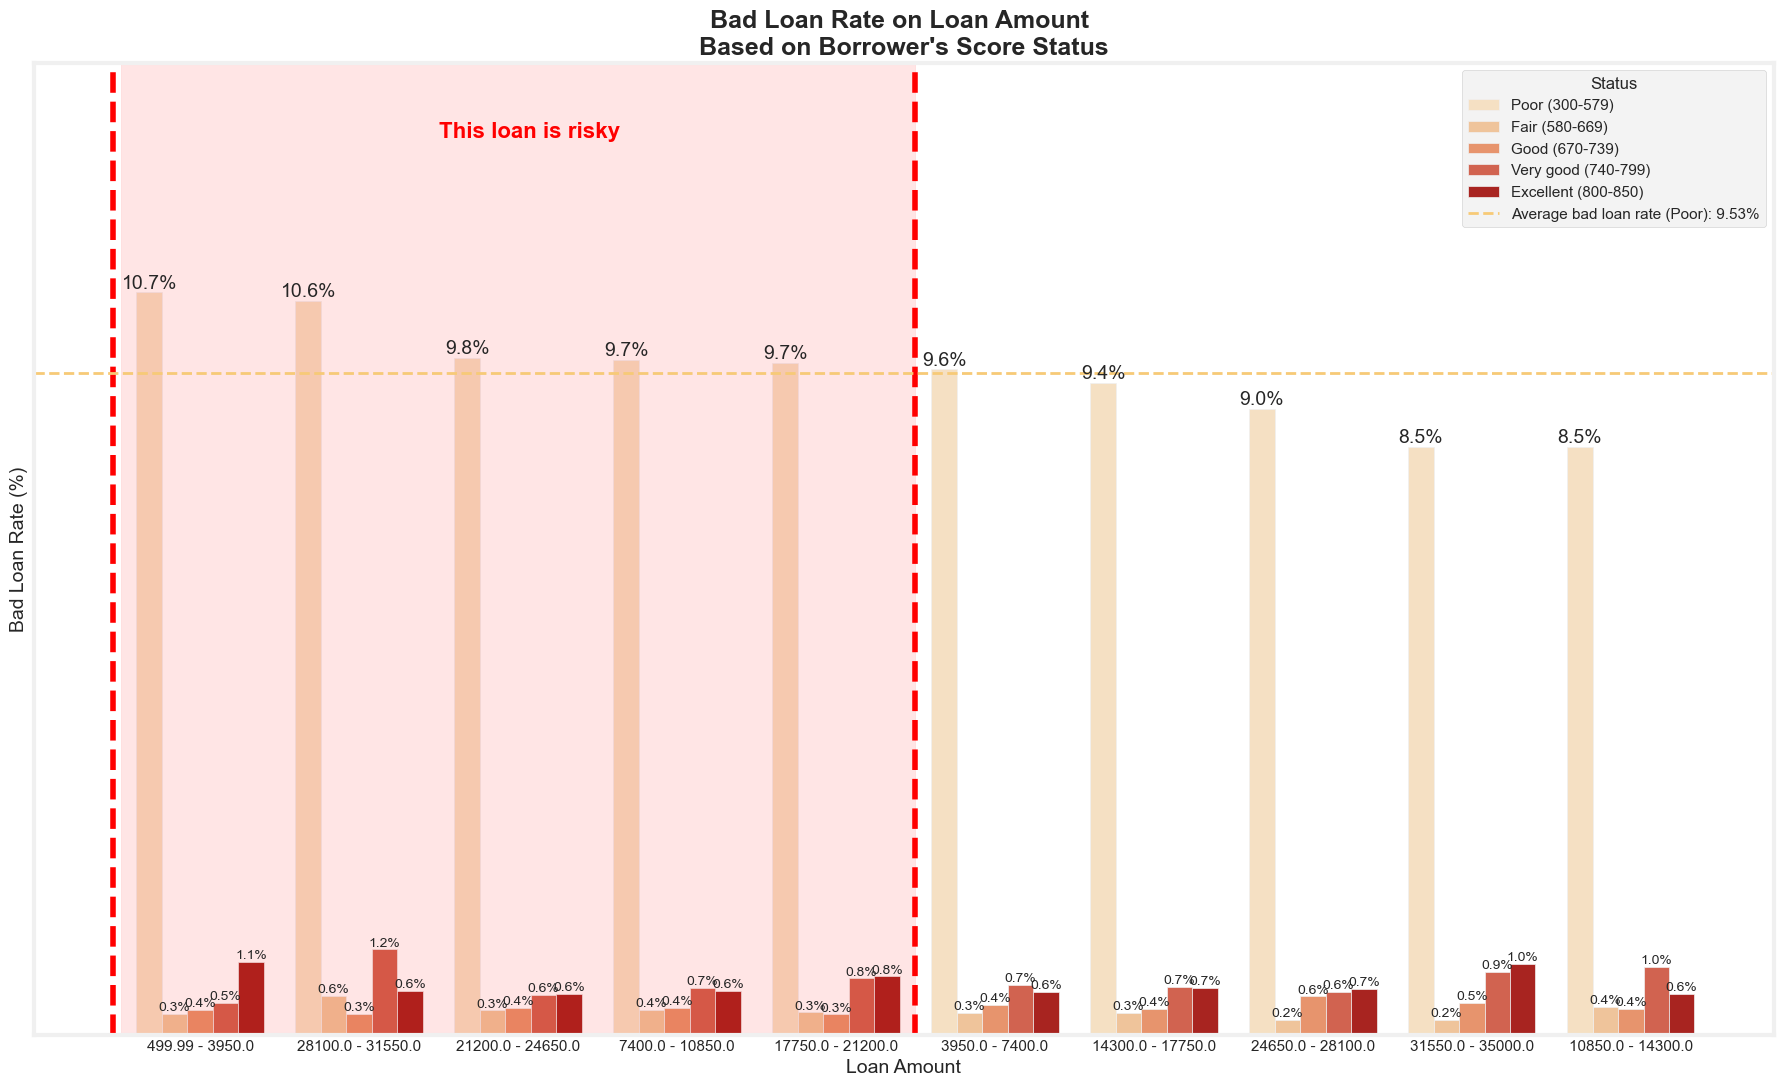 Bad Loan Rate on Loan Amount
Based on Borrower's Score Status
Status
Poor (300-579)
Fair (580-669)
Good (670-739)
Very good (740-799)
Excellent (800-850)
Average bad loan rate (Poor): 9.53%
This loan is risky
Bad Loan Rate (%)
10.7% 0.3% 0.4% 0.5% 1.1%
10.6% 0.6% 0.3% 1.2% 0.6%
9.8% 0.3% 0.4% 0.6% 0.6%
9.7% 0.4% 0.4% 0.7% 0.6%
9.7% 0.3% 0.3% 0.8% 0.8%
9.6% 0.3% 0.4% 0.7% 0.6%
9.4% 0.3% 0.4% 0.7% 0.7%
9.0% 0.2% 0.6% 0.6% 0.7%
8.5% 0.2% 0.5% 0.9% 1.0%
8.5% 0.4% 0.4% 1.0% 0.6%
499.99 - 3950.0 28100.0 - 31550.0 21200.0 - 24650.0 7400.0 - 10850.0 17750.0 - 21200.0 3950.0 - 7400.0 14300.0 - 17750.0 24650.0 - 28100.0 31550.0 - 35000.0 10850.0 - 14300.0
Loan Amount